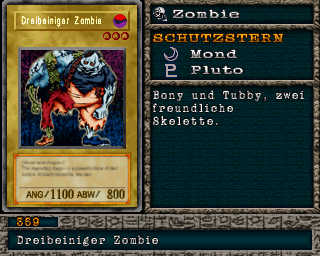 Dreibeiniger Zombie
Zombie
SCHUTZSTERN
Mond
Pluto
Bony und Tubby, zwei
freundliche
Skelette.
ANG/ 1100 ABW/ 800
359
Dreibeiniger Zombie